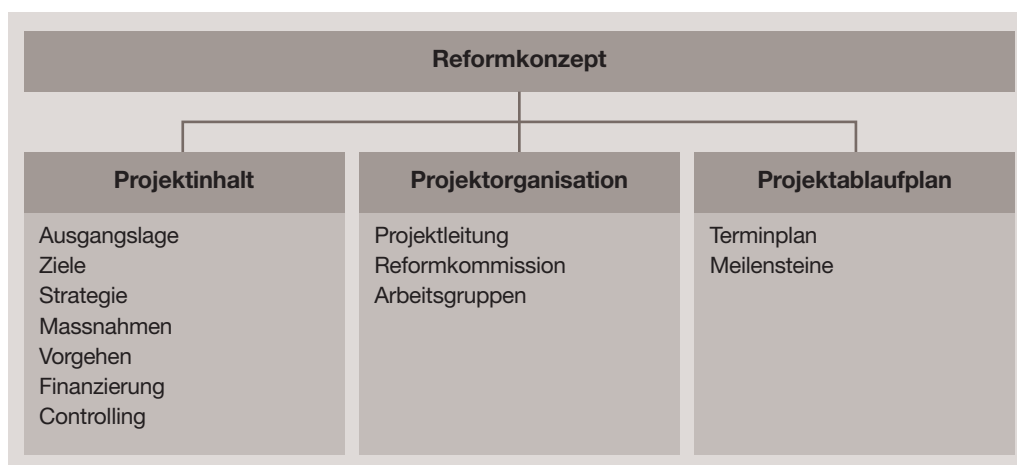 Reformkonzept
Projektinhalt
Ausgangslage
Ziele
Strategie
Massnahmen
Vorgehen
Finanzierung
Controlling
Projektorganisation
Projektleitung
Reformkommission
Arbeitsgruppen
Projektablaufplan
Terminplan
Meilensteine